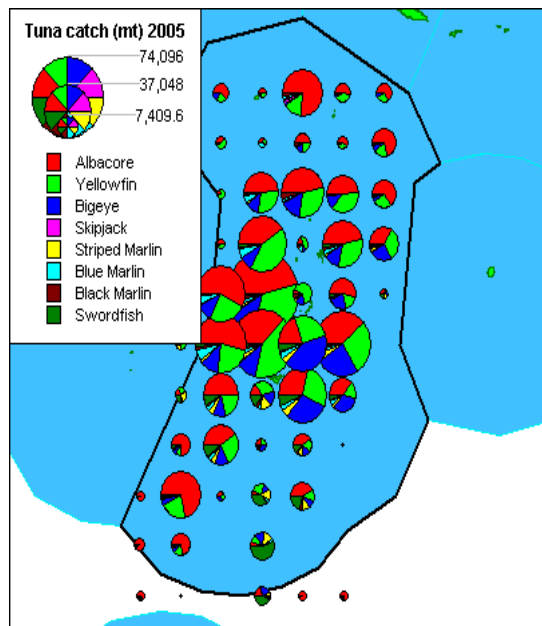 Tuna catch (mt) 2005
74,096
37,048
7,409.6
Albacore
Yellowfin
Bigeye
Skipjack
Striped Marlin
Blue Marlin
Black Marlin
Swordfish